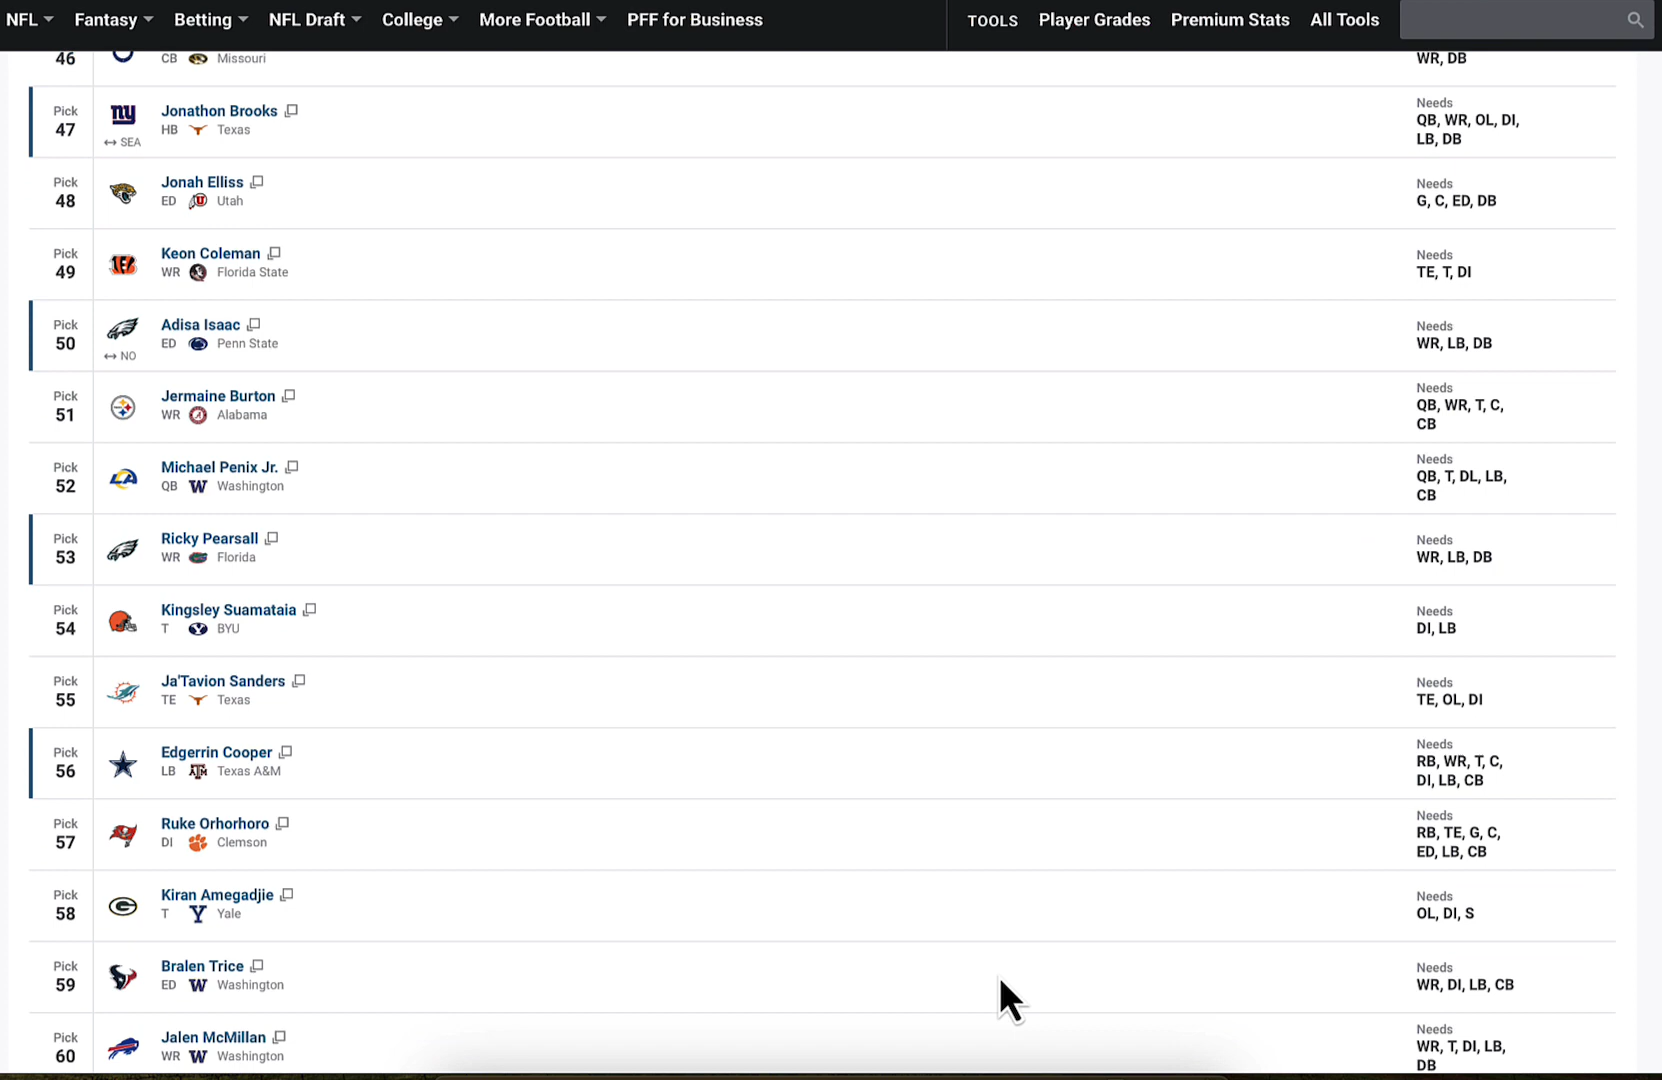 NFL Fantasy Betting NFL Draft College More Football PFF for Business TOOLS Player Grades Premium Stats All Tools
46 CB Missouri WR, DB
Pick Jonathon Brooks Needs
47 HB Texas QB, WR, OL, DI,
SEA LB, DB
Pick Jonah Elliss Needs
48 ED Utah G, C, ED, DB
Pick Keon Coleman Needs
49 WR Florida State TE, T, DI
Pick Adisa Isaac Needs
50 ED Penn State WR, LB, DB
NO
Pick Jermaine Burton Needs
51 WR Alabama QB, WR, T, C,
CB
Pick Michael Penix Jr. Needs
52 QB Washington QB, T, DL, LB,
CB
Pick Ricky Pearsall Needs
53 WR Florida WR, LB, DB
Pick Kingsley Suamataia Needs
54 T BYU DI, LB
Pick Ja'Tavion Sanders Needs
55 TE Texas TE, OL, DI
Pick Edgerrin Cooper Needs
56 LB Texas A&M RB, WR, T, C,
DI, LB, CB
Pick Ruke Orhorhoro Needs
57 DI Clemson RB, TE, G, C,
ED, LB, CB
Pick Kiran Amegadjie Needs
58 T Yale OL, DI, S
Pick Bralen Trice Needs
59 ED Washington WR, DI, LB, CB
Pick Jalen McMillan Needs
60 WR Washington WR, T, DI, LB,
DB